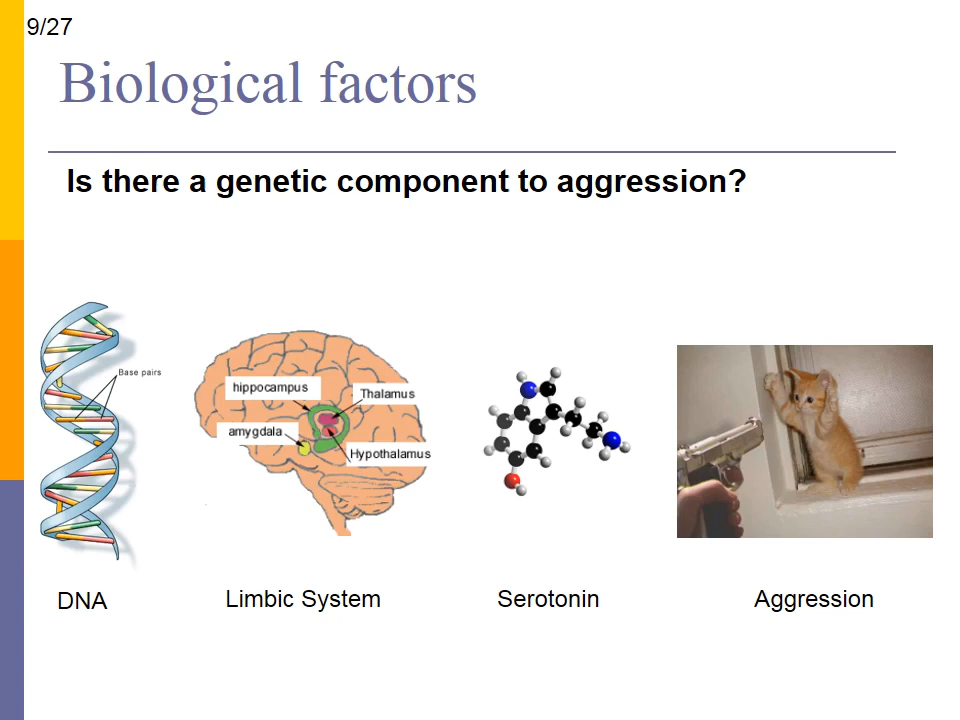 9/27
Biological factors
Is there a genetic component to aggression?
Base pairs
hippocampus
Thalamus
amygdala
Hypothalamus
DNA
Limbic System
Serotonin
Aggression